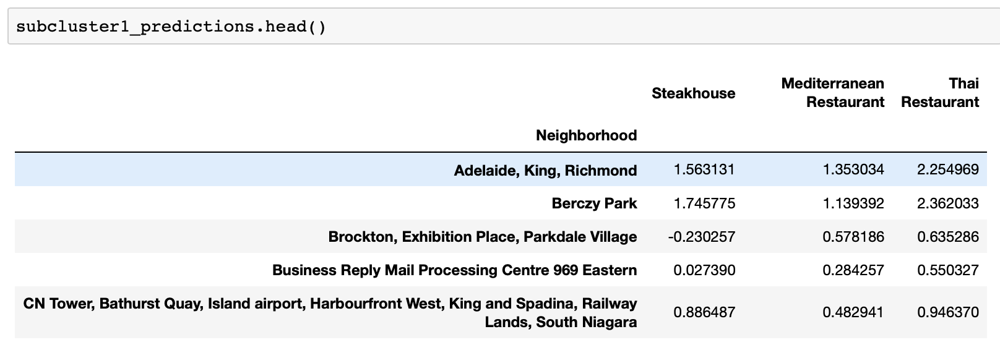 subcluster1_predictions.head()
Steakhouse Mediterranean Restaurant Thai Restaurant
Neighborhood
Adelaide, King, Richmond 1.563131 1.353034 2.254969
Berczy Park 1.745775 1.139392 2.362033
Brockton, Exhibition Place, Parkdale Village -0.230257 0.578186 0.635286
Business Reply Mail Processing Centre 969 Eastern 0.027390 0.284257 0.550327
CN Tower, Bathurst Quay, Island airport, Harbourfront West, King and Spadina, Railway
Lands, South Niagara 0.886487 0.482941 0.946370